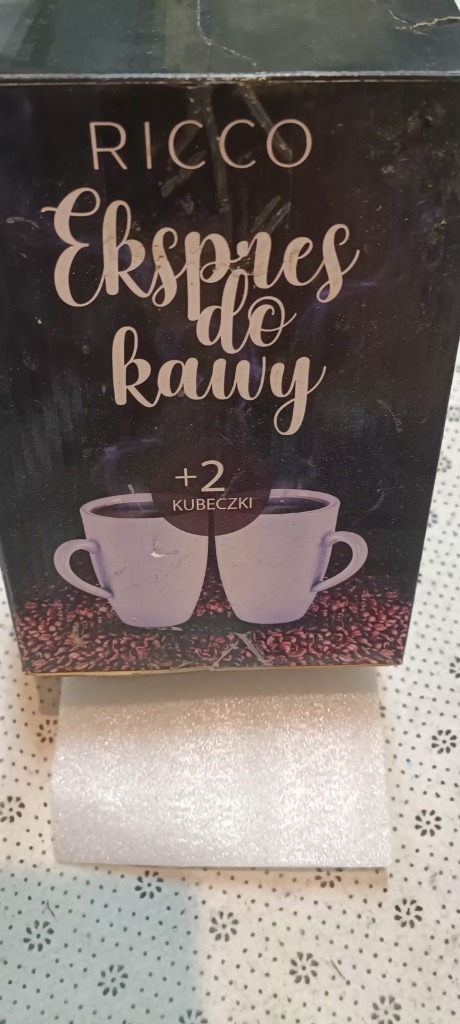 RICCO
Ekspres
do
kawy
+2
KUBECZKI